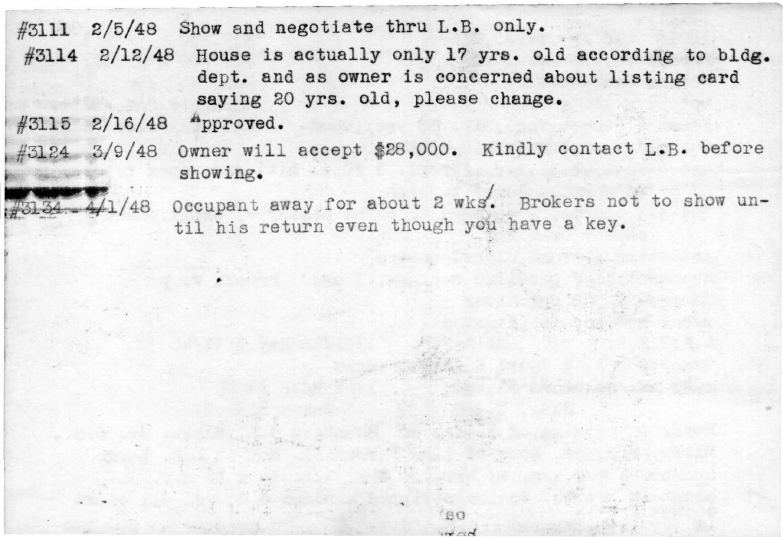 #3111 2/5/48 Show and negotiate thru L.B. only.
#3114 2/12/48 House is actually only 17 yrs. old according to bldg.
dept. and as owner is concerned about listing card
saying 20 yrs. old, please change.
#3115 2/16/48 Approved.
#3124 3/9/48 Owner will accept $28,000. Kindly contact L.B. before
showing.
#3134 4/1/48 Occupant away for about 2 wks. Brokers not to show un-
til his return even though you have a key.